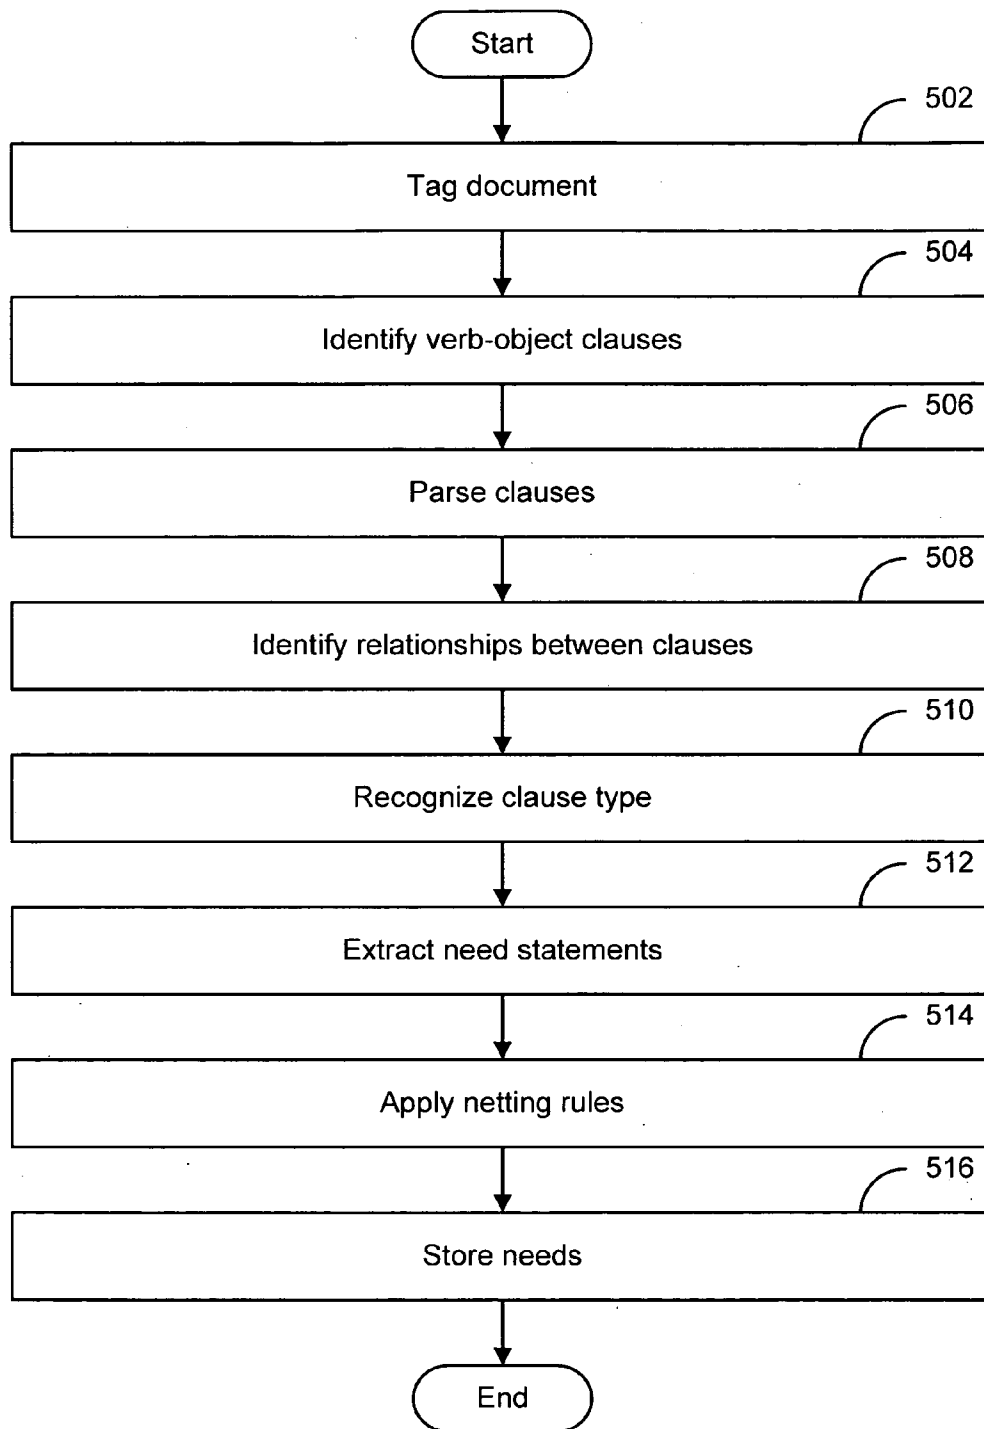 Start
502
Tag document
504
Identify verb-object clauses
506
Parse clauses
508
Identify relationships between clauses
510
Recognize clause type
512
Extract need statements
514
Apply netting rules
516
Store needs
End